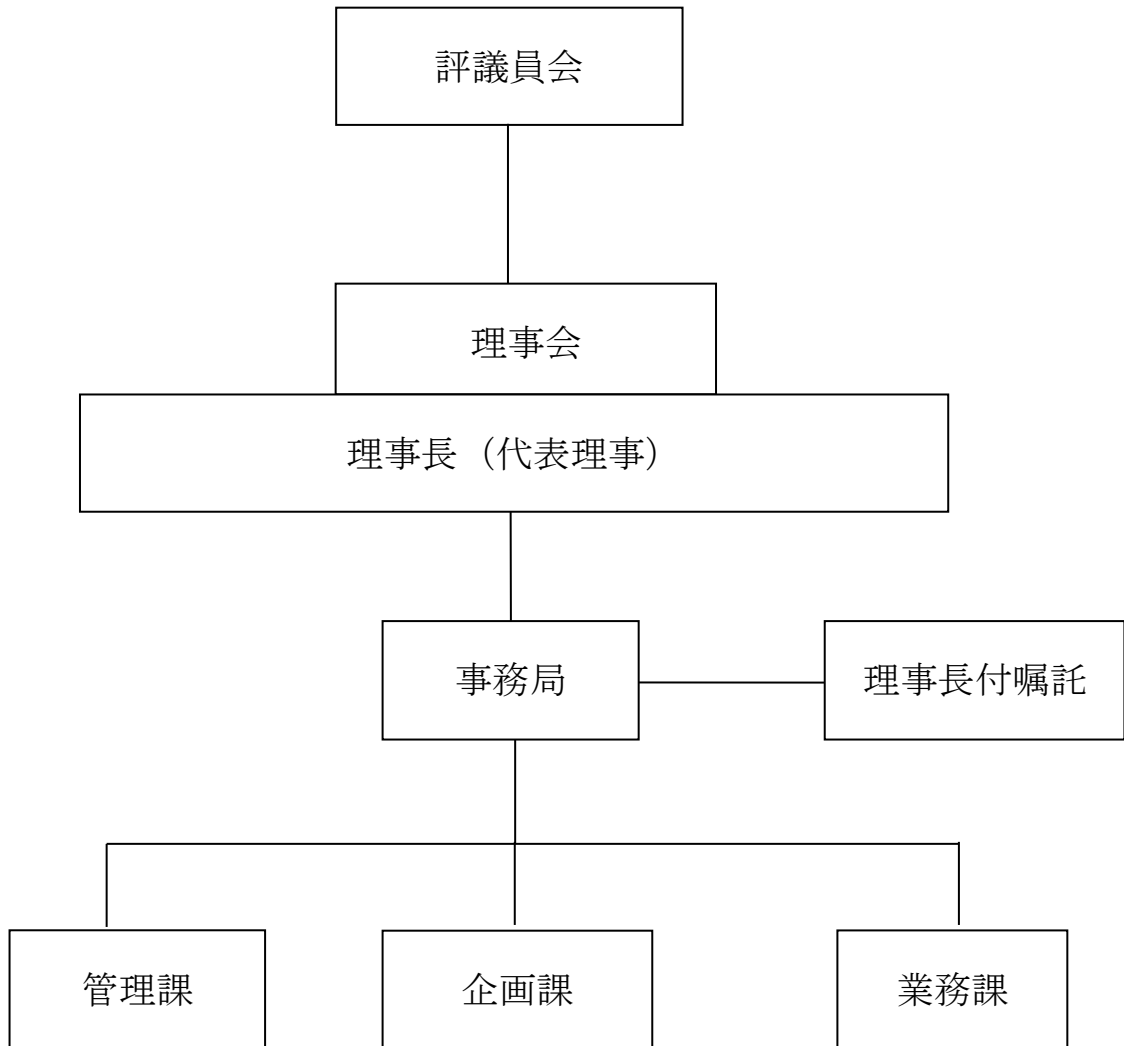 評議員会
理事会
理事長（代表理事）
事務局
理事長付嘱託
管理課
企画課
業務課